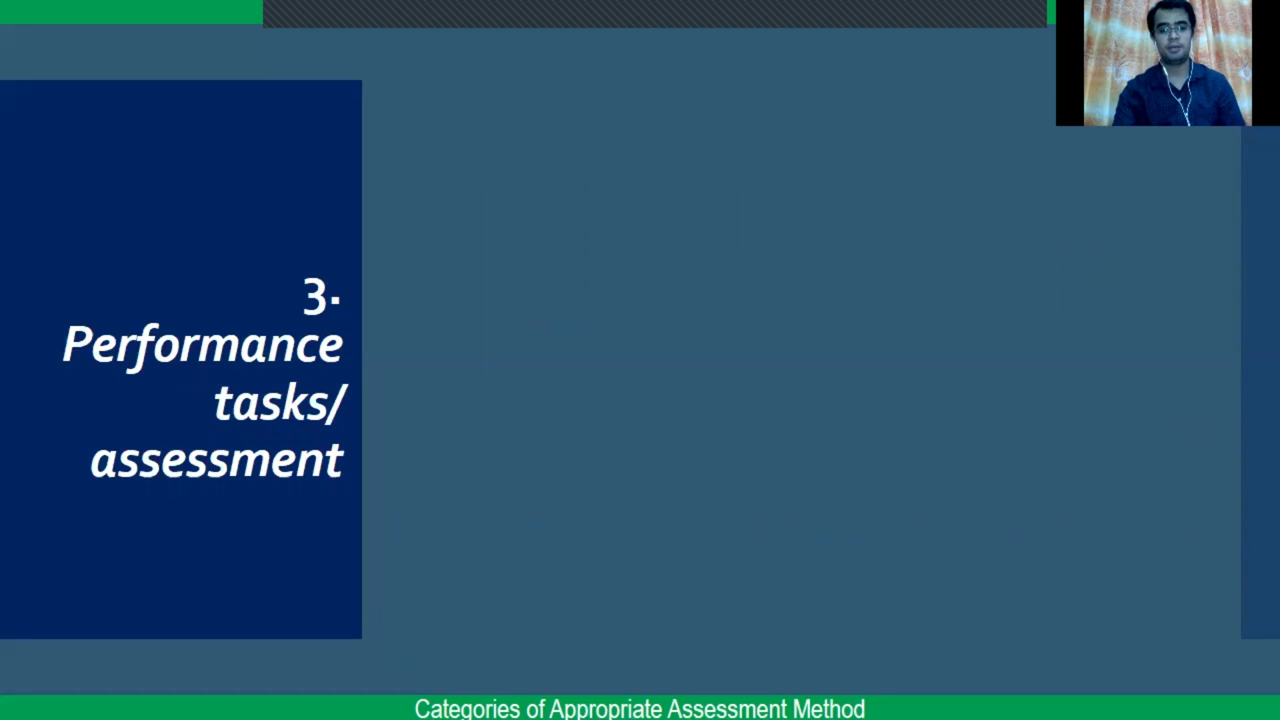 3.
Performance
tasks/
assessment
Categories of Appropriate Assessment Method